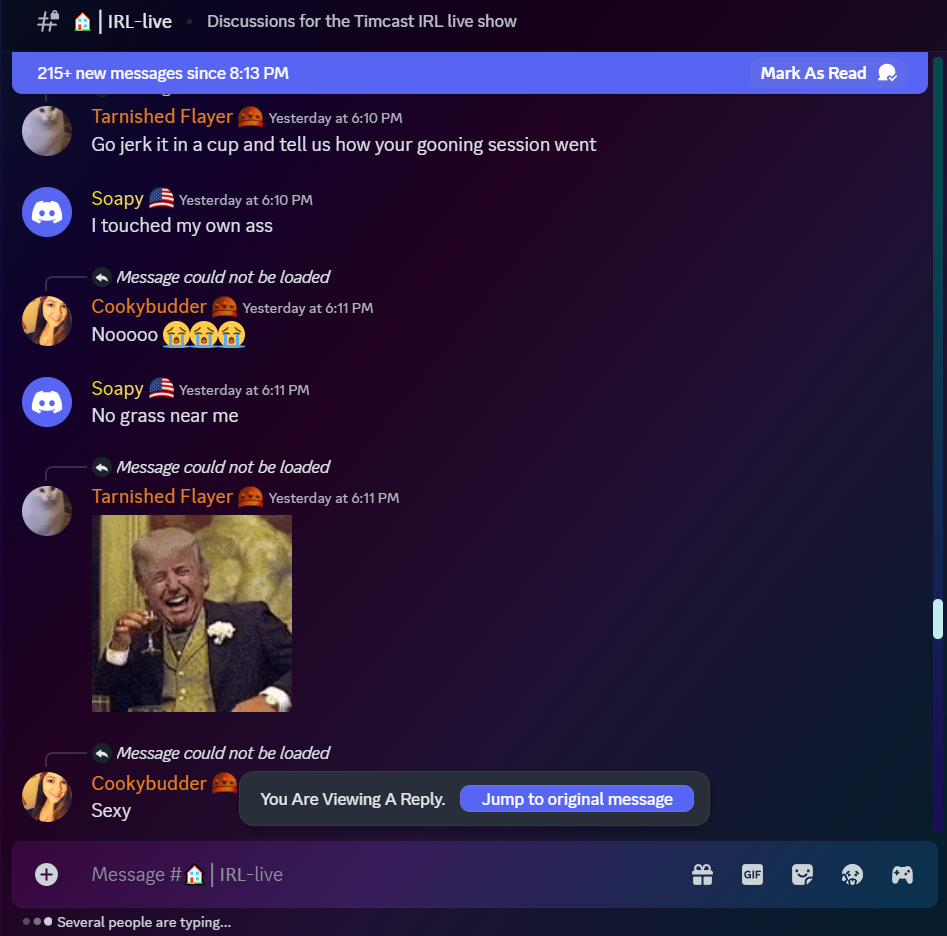 IRL-live • Discussions for the Timcast IRL live show
215+ new messages since 8:13 PM Mark As Read
Tarnished Flayer Yesterday at 6:10 PM
Go jerk it in a cup and tell us how your gooning session went
Soapy Yesterday at 6:10 PM
I touched my own ass
Message could not be loaded
Cookybudder Yesterday at 6:11 PM
Nooooo 😭😭😭
Soapy Yesterday at 6:11 PM
No grass near me
Message could not be loaded
Tarnished Flayer Yesterday at 6:11 PM
Message could not be loaded
Cookybudder
Sexy
You Are Viewing A Reply. Jump to original message
Message #🏠│IRL-live
GIF
Several people are typing...